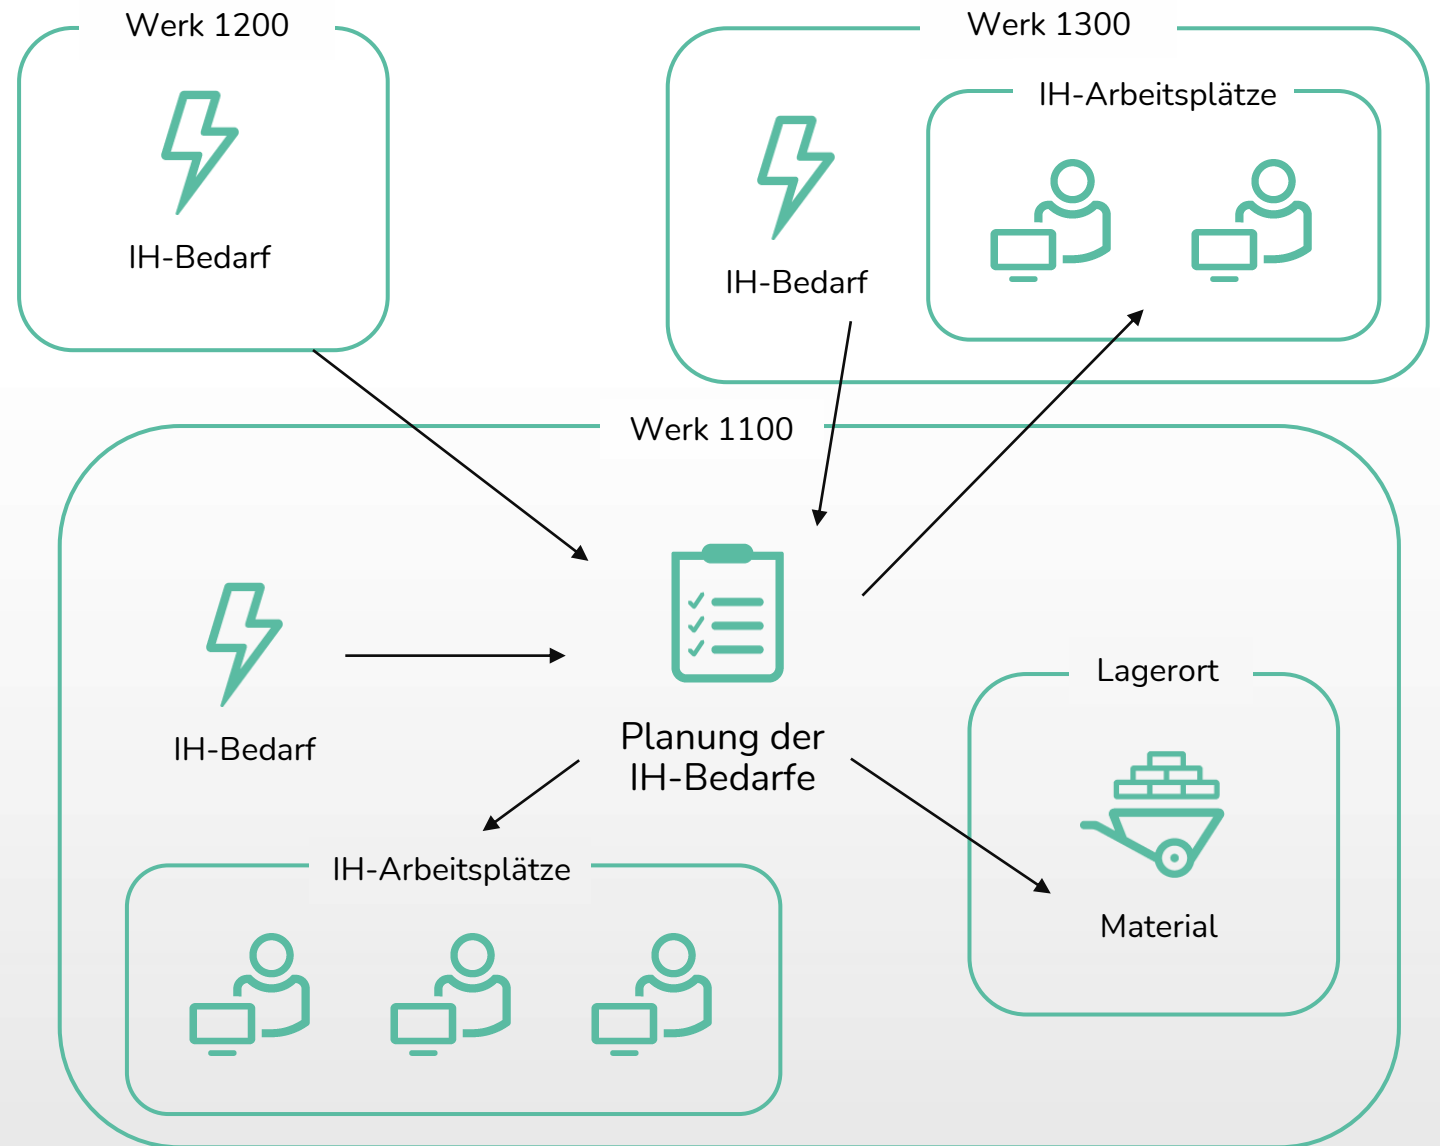 Werk 1200
Werk 1300
IH-Arbeitsplätze
IH-Bedarf
IH-Bedarf
Werk 1100
Lagerort
IH-Bedarf
Planung der
IH-Bedarfe
IH-Arbeitsplätze
Material